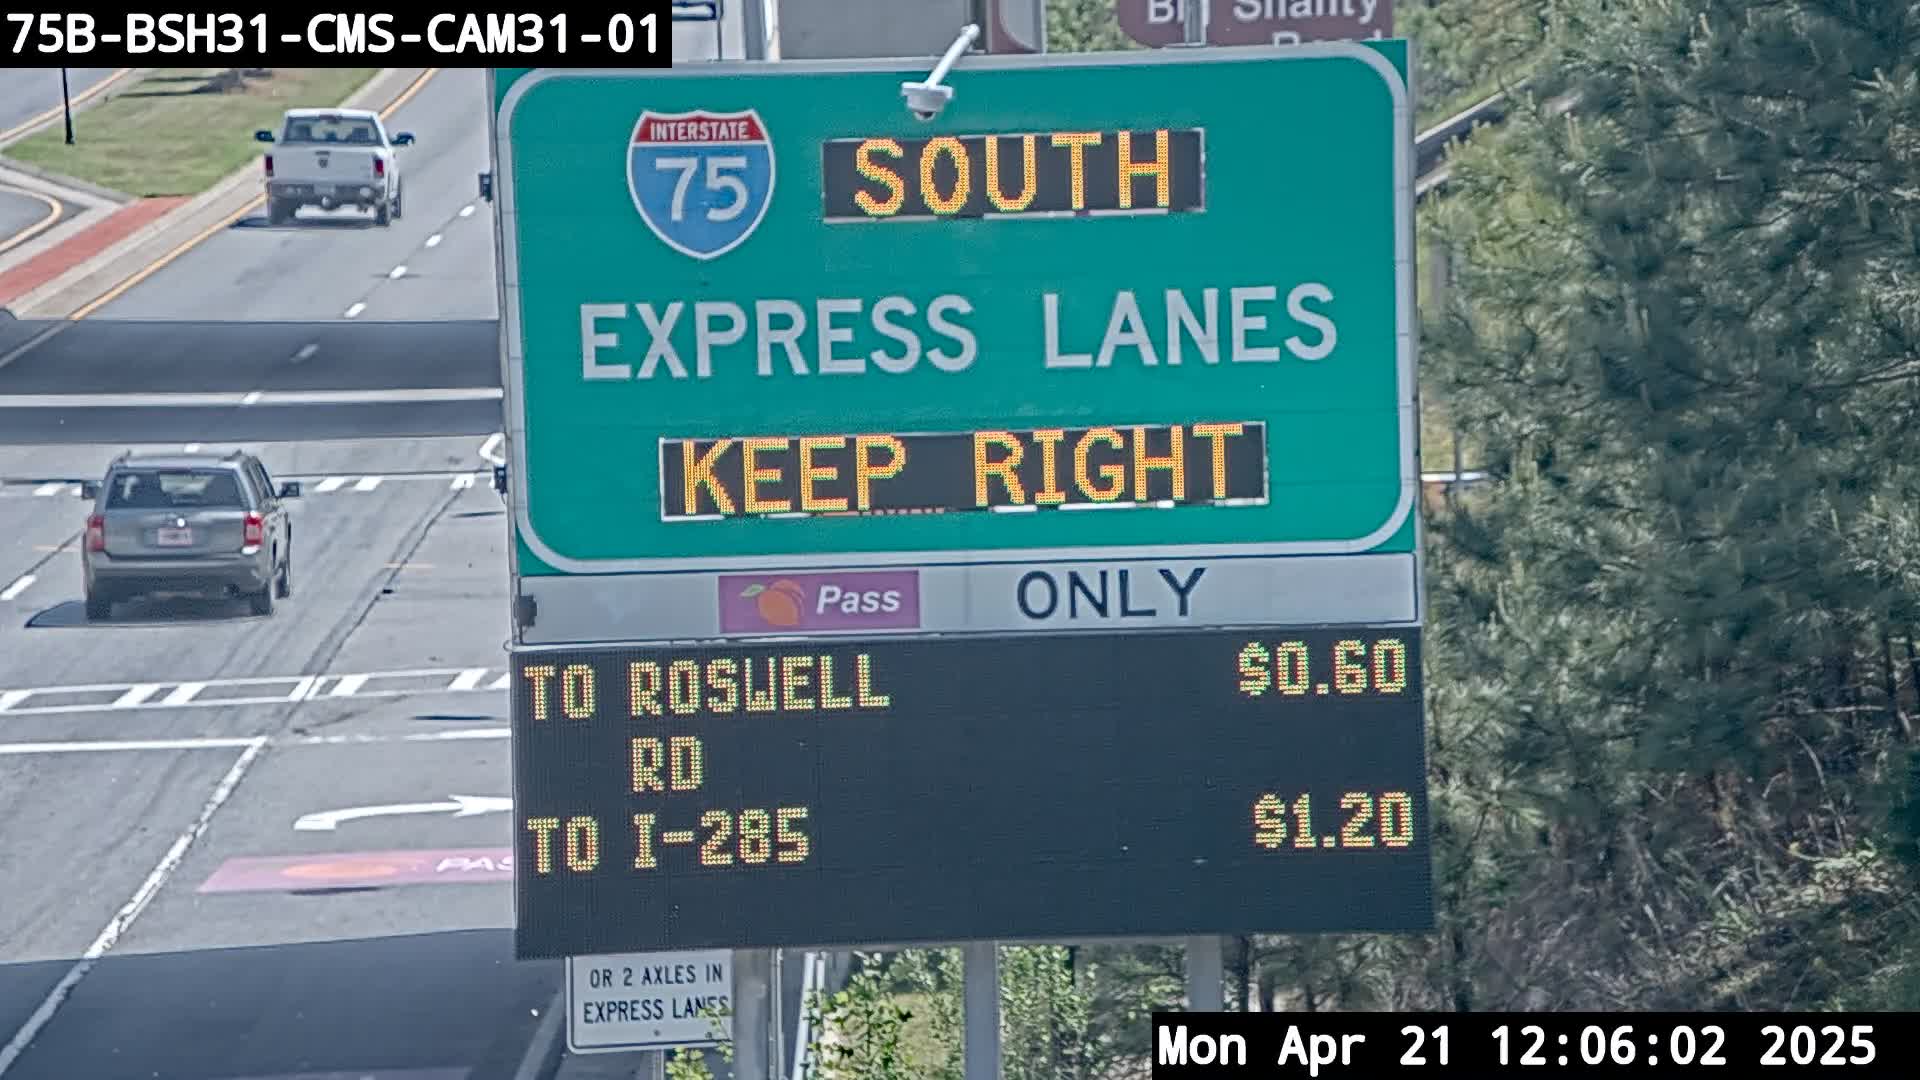 75B-BSH31-CMS-CAM31-01
Shanty
INTERSTATE
75
SOUTH
EXPRESS LANES
KEEP RIGHT
Pass ONLY
TO ROSWELL $0.60
RD
TO I-285 $1.20
OR 2 AXLES IN
EXPRESS LANES
Mon Apr 21 12:06:02 2025